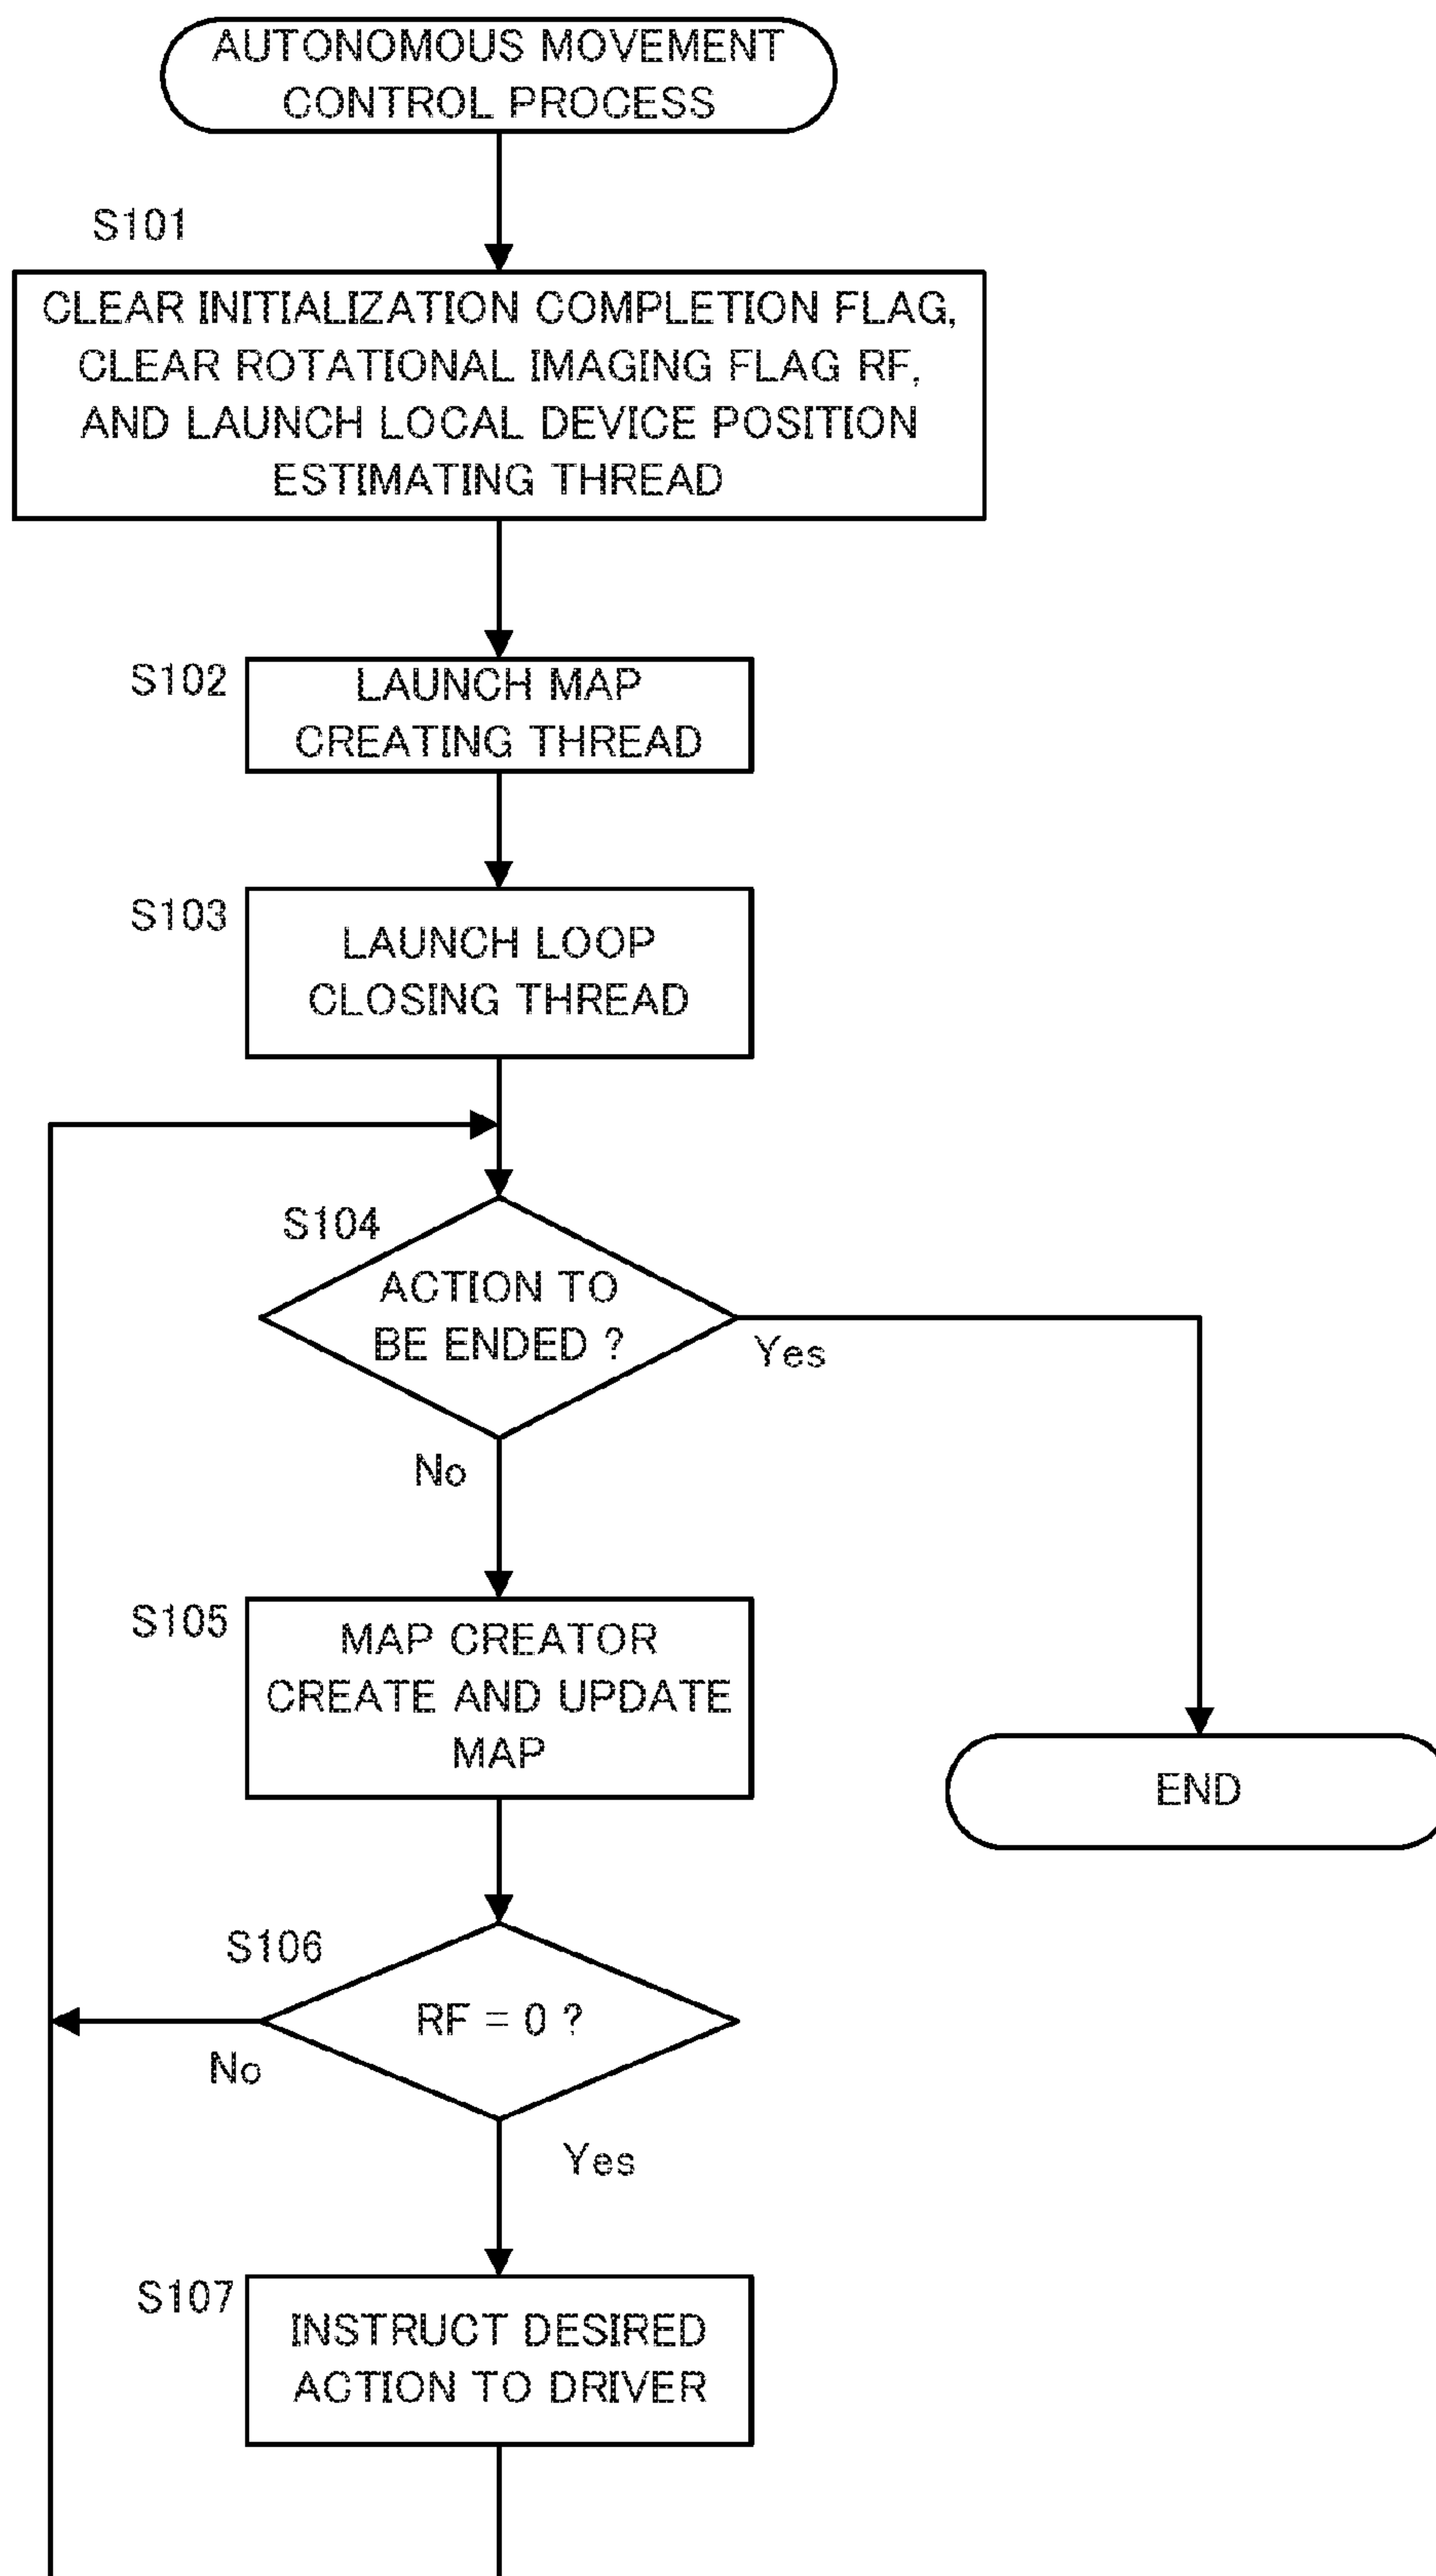 AUTONOMOUS MOVEMENT
CONTROL PROCESS
S101
CLEAR INITIALIZATION COMPLETION FLAG,
CLEAR ROTATIONAL IMAGING FLAG RF,
AND LAUNCH LOCAL DEVICE POSITION
ESTIMATING THREAD
S102
LAUNCH MAP
CREATING THREAD
S103
LAUNCH LOOP
CLOSING THREAD
S104
ACTION TO
BE ENDED ?
Yes
No
S105
MAP CREATOR
CREATE AND UPDATE
MAP
END
S106
RF = 0 ?
No
Yes
S107
INSTRUCT DESIRED
ACTION TO DRIVER